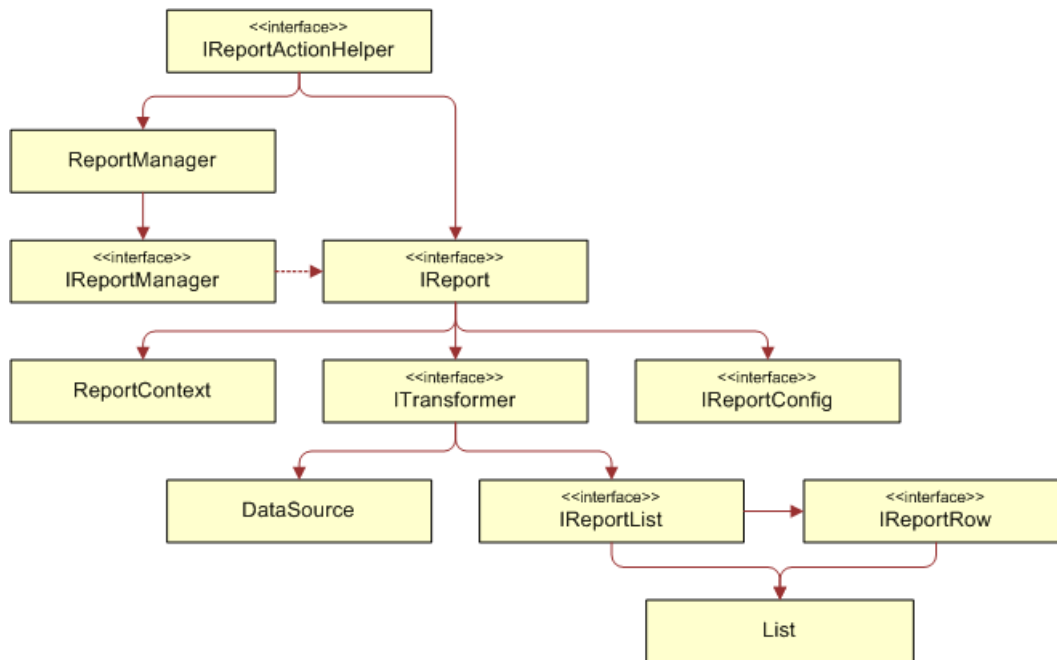 <<interface>>
IReportActionHelper
ReportManager
<<interface>>
IReportManager
<<interface>>
IReport
ReportContext
<<interface>>
ITransformer
<<interface>>
IReportConfig
DataSource
<<interface>>
IReportList
<<interface>>
IReportRow
List